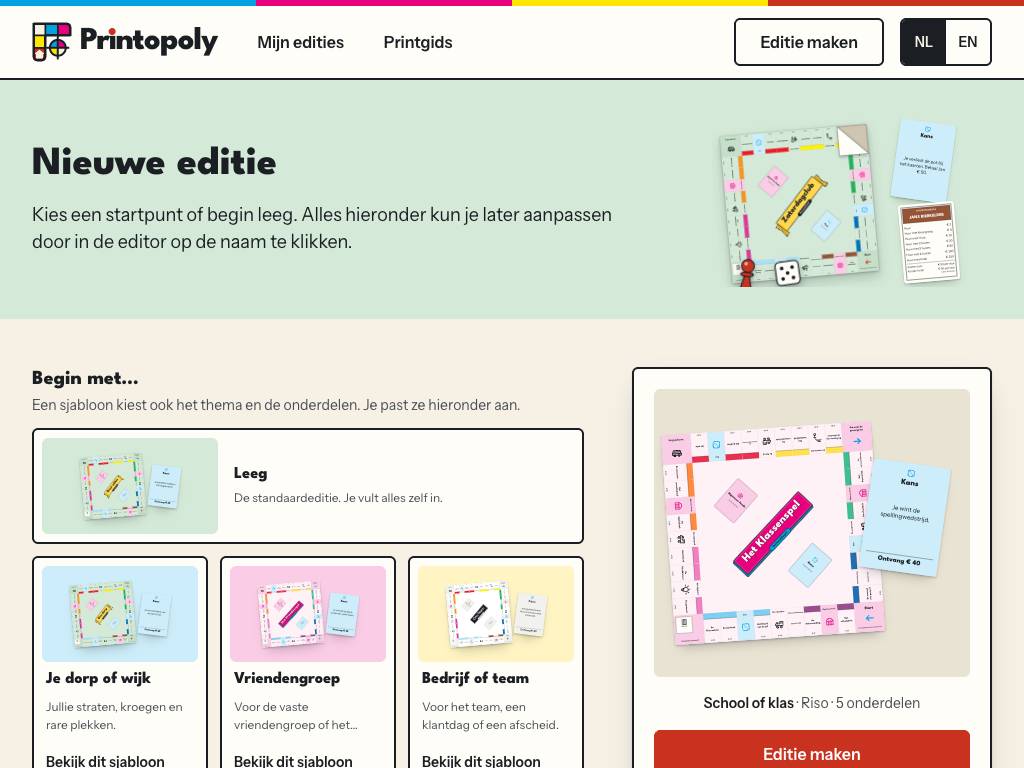 Printopoly
Mijn edities
Printgids
Editie maken
NL
EN
Nieuwe editie
Kies een startpunt of begin leeg. Alles hieronder kun je later aanpassen
door in de editor op de naam te klikken.
Zaterdagclub
Kans
Begin met...
Een sjabloon kiest ook het thema en de onderdelen. Je past ze hieronder aan.
Leeg
De standaardeditie. Je vult alles zelf in.
Je dorp of wijk
Jullie straten, kroegen en
rare plekken.
Bekijk dit sjabloon
Vriendengroep
Voor de vaste
vriendengroep of het...
Bekijk dit sjabloon
Bedrijf of team
Voor het team, een
klantdag of een afscheid.
Bekijk dit sjabloon
Het Klassenspel
Start
Kans
Je wint de
spellingwedstrijd.
Ontvang € 40
School of klas · Riso · 5 onderdelen
Editie maken